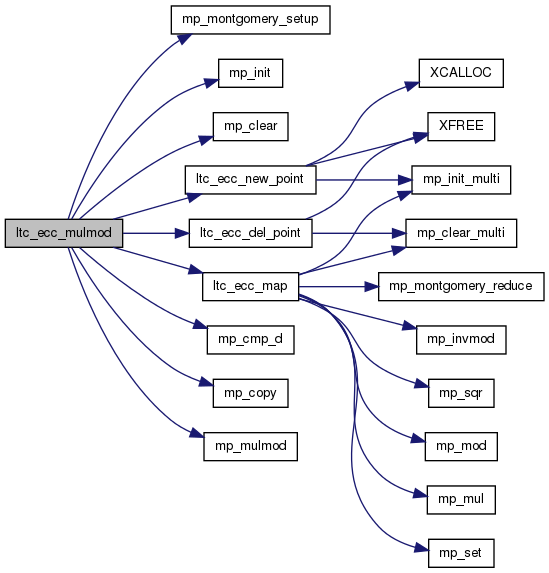 mp_montgomery_setup
mp_init
XCALLOC
mp_clear
XFREE
ltc_ecc_new_point
mp_init_multi
ltc_ecc_mulmod
ltc_ecc_del_point
mp_clear_multi
ltc_ecc_map
mp_montgomery_reduce
mp_cmp_d
mp_invmod
mp_copy
mp_sqr
mp_mulmod
mp_mod
mp_mul
mp_set